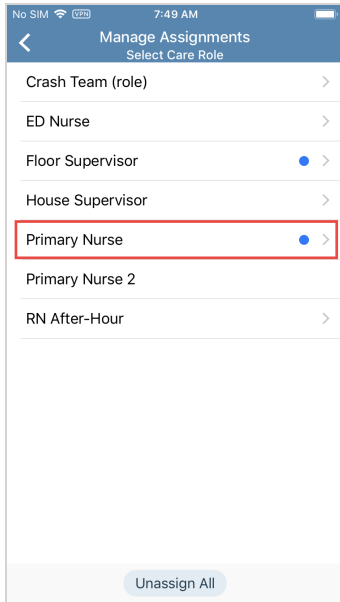 No SIM VPN 7:49 AM
Manage Assignments
Select Care Role
Crash Team (role)
ED Nurse
Floor Supervisor
House Supervisor
Primary Nurse
Primary Nurse 2
RN After-Hour
Unassign All